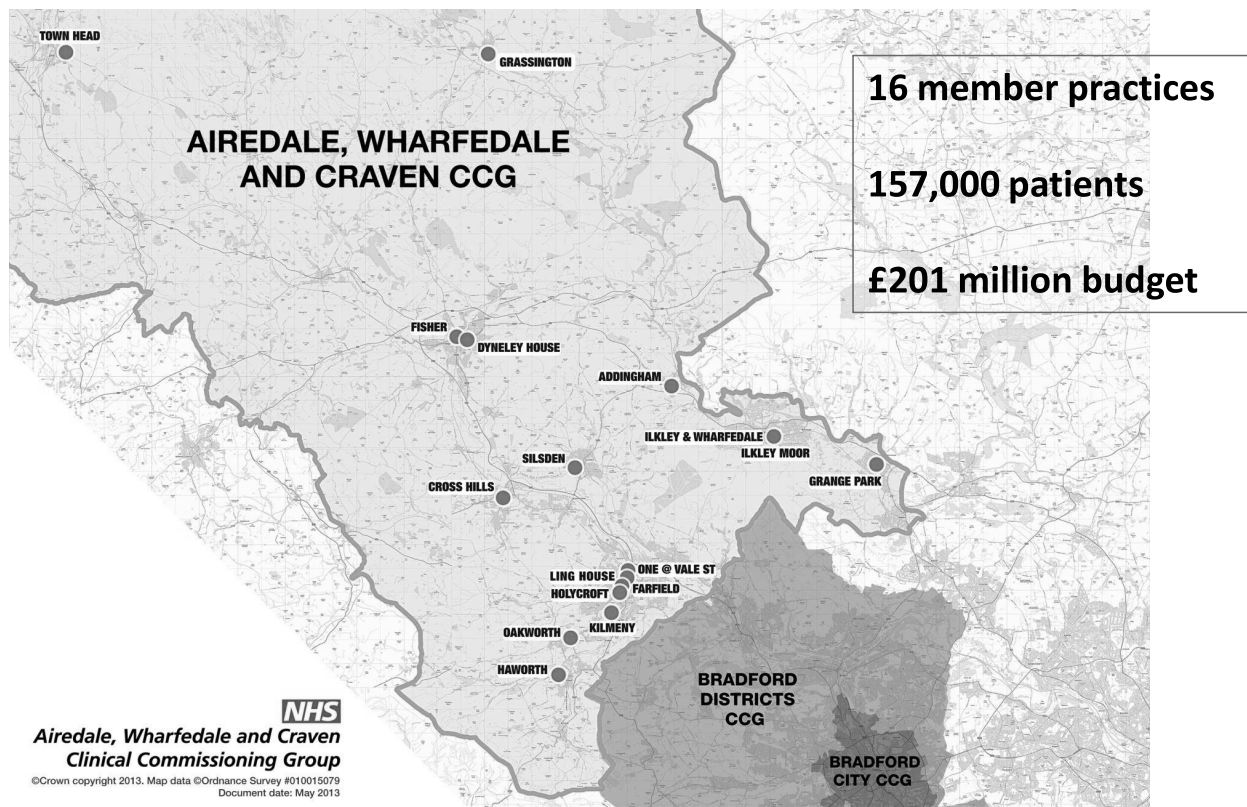 TOWN HEAD
GRASSINGTON
16 member practices
AIREDALE, WHARFEDALE
AND CRAVEN CCG
157,000 patients
£201 million budget
FISHER
DYNELEY HOUSE
ADDINGHAM
ILKLEY & WHARFEDALE
ILKLEY MOOR
SILSDEN
GRANGE PARK
CROSS HILLS
ONE @ VALE ST
LING HOUSE
FARFIELD
HOLYCROFT
KILMENY
OAKWORTH
HAWORTH
BRADFORD
DISTRICTS
CCG
BRADFORD
CITY CCG
NHS
Airedale, Wharfedale and Craven
Clinical Commissioning Group
©Crown copyright 2013. Map data ©Ordnance Survey #010015079
Document date: May 2013